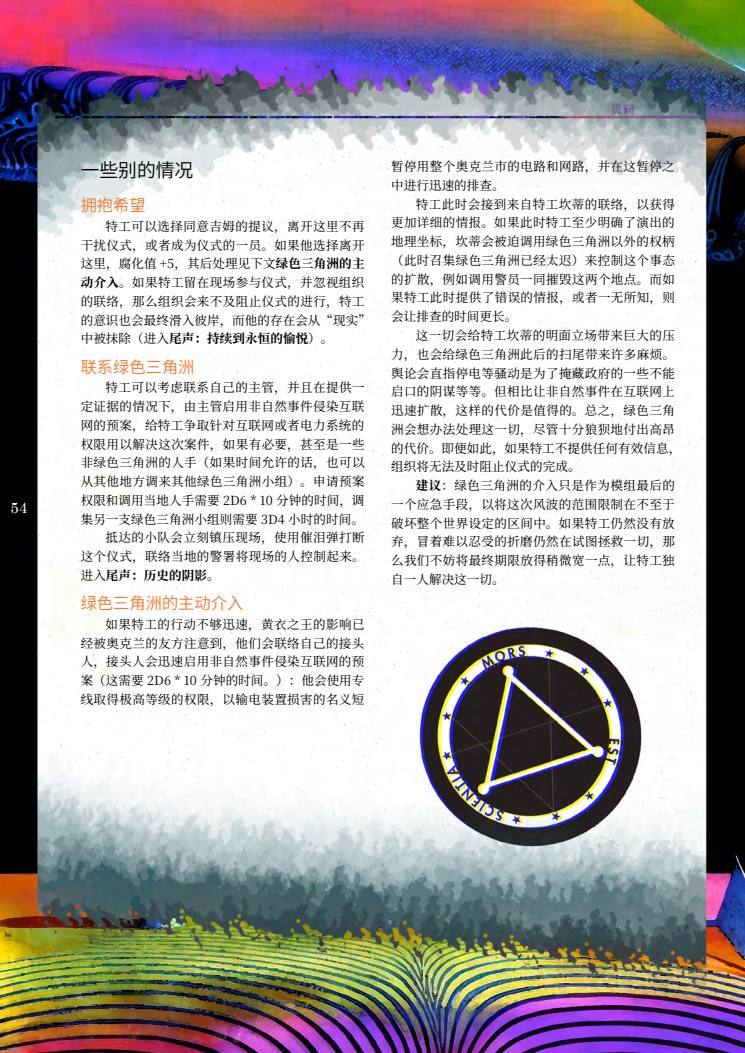 页码
一些别的情况
拥抱希望
特工可以选择同意吉姆的提议，离开这里不再
干扰仪式，或者成为仪式的一员。如果他选择离开
这里，腐化值 +5，其后处理见下文绿色三角洲的主
动介入。如果特工留在现场参与仪式，并忽视组织
的联络，那么组织会来不及阻止仪式的进行，特工
的意识也会最终滑入彼岸，而他的存在会从“现实”
中被抹除（进入尾声：持续到永恒的愉悦）。
联系绿色三角洲
特工可以考虑联系自己的主管，并且在提供一
定证据的情况下，由主管启用非自然事件侵染互联
网的预案，给特工争取针对互联网或者电力系统的
权限用以解决这次案件，如果有必要，甚至是一些
非绿色三角洲的人手（如果时间允许的话，也可以
从其他地方调来其他绿色三角洲小组）。申请预案
权限和调用当地人手需要 2D6 * 10 分钟的时间，调
集另一支绿色三角洲小组则需要 3D4 小时的时间。
抵达的小队会立刻镇压现场，使用催泪弹打断
这个仪式，联络当地的警署将现场的人控制起来。
进入尾声：历史的阴影。
绿色三角洲的主动介入
如果特工的行动不够迅速，黄衣之王的影响已
经被奥克兰的友方注意到，他们会联络自己的接头
人，接头人会迅速启用非自然事件侵染互联网的预
案（这需要 2D6 * 10 分钟的时间。）：他会使用专
线取得极高等级的权限，以输电装置损害的名义短
暂停用整个奥克兰市的电路和网路，并在这暂停之
中进行迅速的排查。
特工此时会接到来自特工坎蒂的联络，以获得
更加详细的情报。如果此时特工至少明确了演出的
地理坐标，坎蒂会被迫调用绿色三角洲以外的权柄
（此时召集绿色三角洲已经太迟）来控制这个事态
的扩散，例如调用警员一同摧毁这两个地点。而如
果特工此时提供了错误的情报，或者一无所知，则
会让排查的时间更长。
这一切会给特工坎蒂的明面立场带来巨大的压
力，也会给绿色三角洲此后的扫尾带来许多麻烦。
舆论会直指停电等骚动是为了掩藏政府的一些不能
启口的阴谋等等。但相比让非自然事件在互联网上
迅速扩散，这样的代价是值得的。总之，绿色三角
洲会想办法处理这一切，尽管十分狼狈地付出高昂
的代价。即便如此，如果特工不提供任何有效信息，
组织将无法及时阻止仪式的完成。
建议：绿色三角洲的介入只是作为模组最后的
一个应急手段，以将这次风波的范围限制在不至于
破坏整个世界设定的区间中。如果特工仍然没有放
弃，冒着难以忍受的折磨仍然在试图拯救一切，那
么我们不妨将最终期限放得稍微宽一点，让特工独
自一人解决这一切。
54
MORS
EST
SCIENTIA